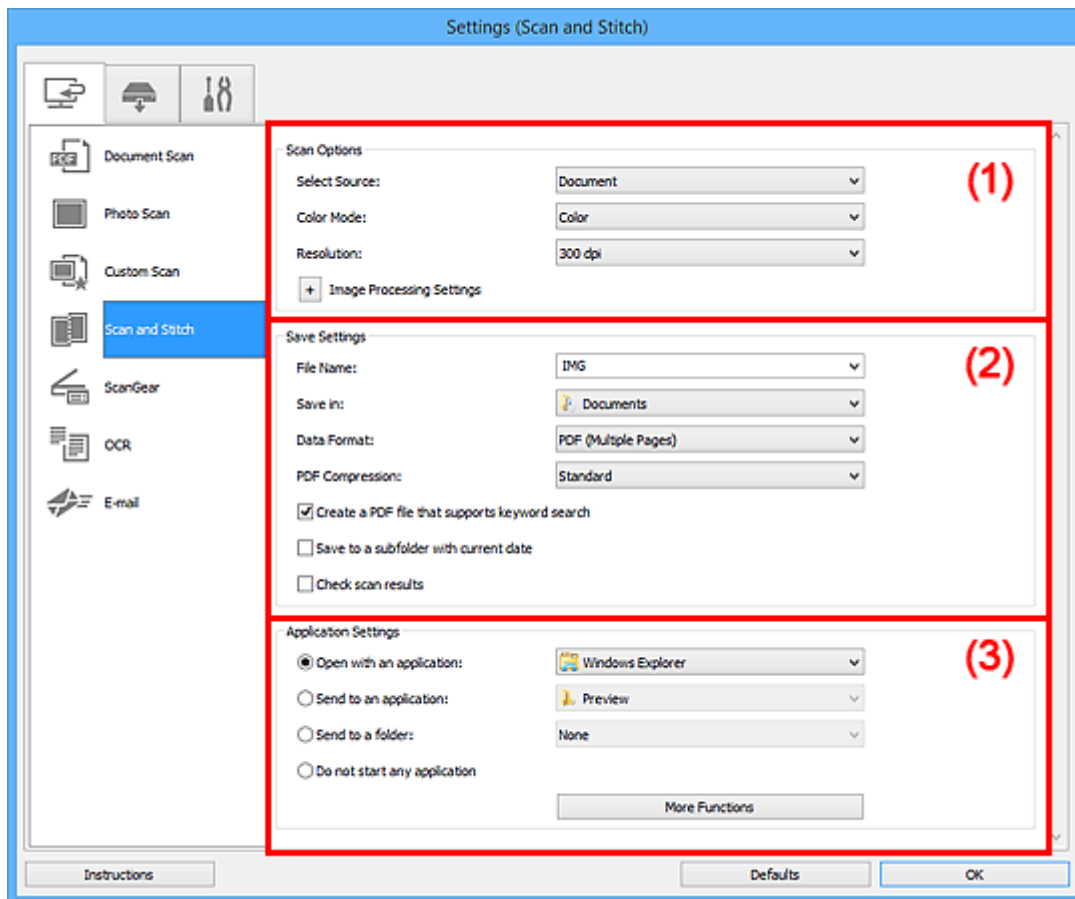 Settings (Scan and Stitch)
Document Scan
Photo Scan
Custom Scan
Scan and Stitch
ScanGear
OCR
E-mail
Scan Options
(1)
Select Source: Document
Color Mode: Color
Resolution: 300 dpi
+ Image Processing Settings
Save Settings
(2)
File Name: IMG
Save in: Documents
Data Format: PDF (Multiple Pages)
PDF Compression: Standard
Create a PDF file that supports keyword search
Save to a subfolder with current date
Check scan results
Application Settings
(3)
Open with an application: Windows Explorer
Send to an application: Preview
Send to a folder: None
Do not start any application
More Functions
Instructions Defaults OK